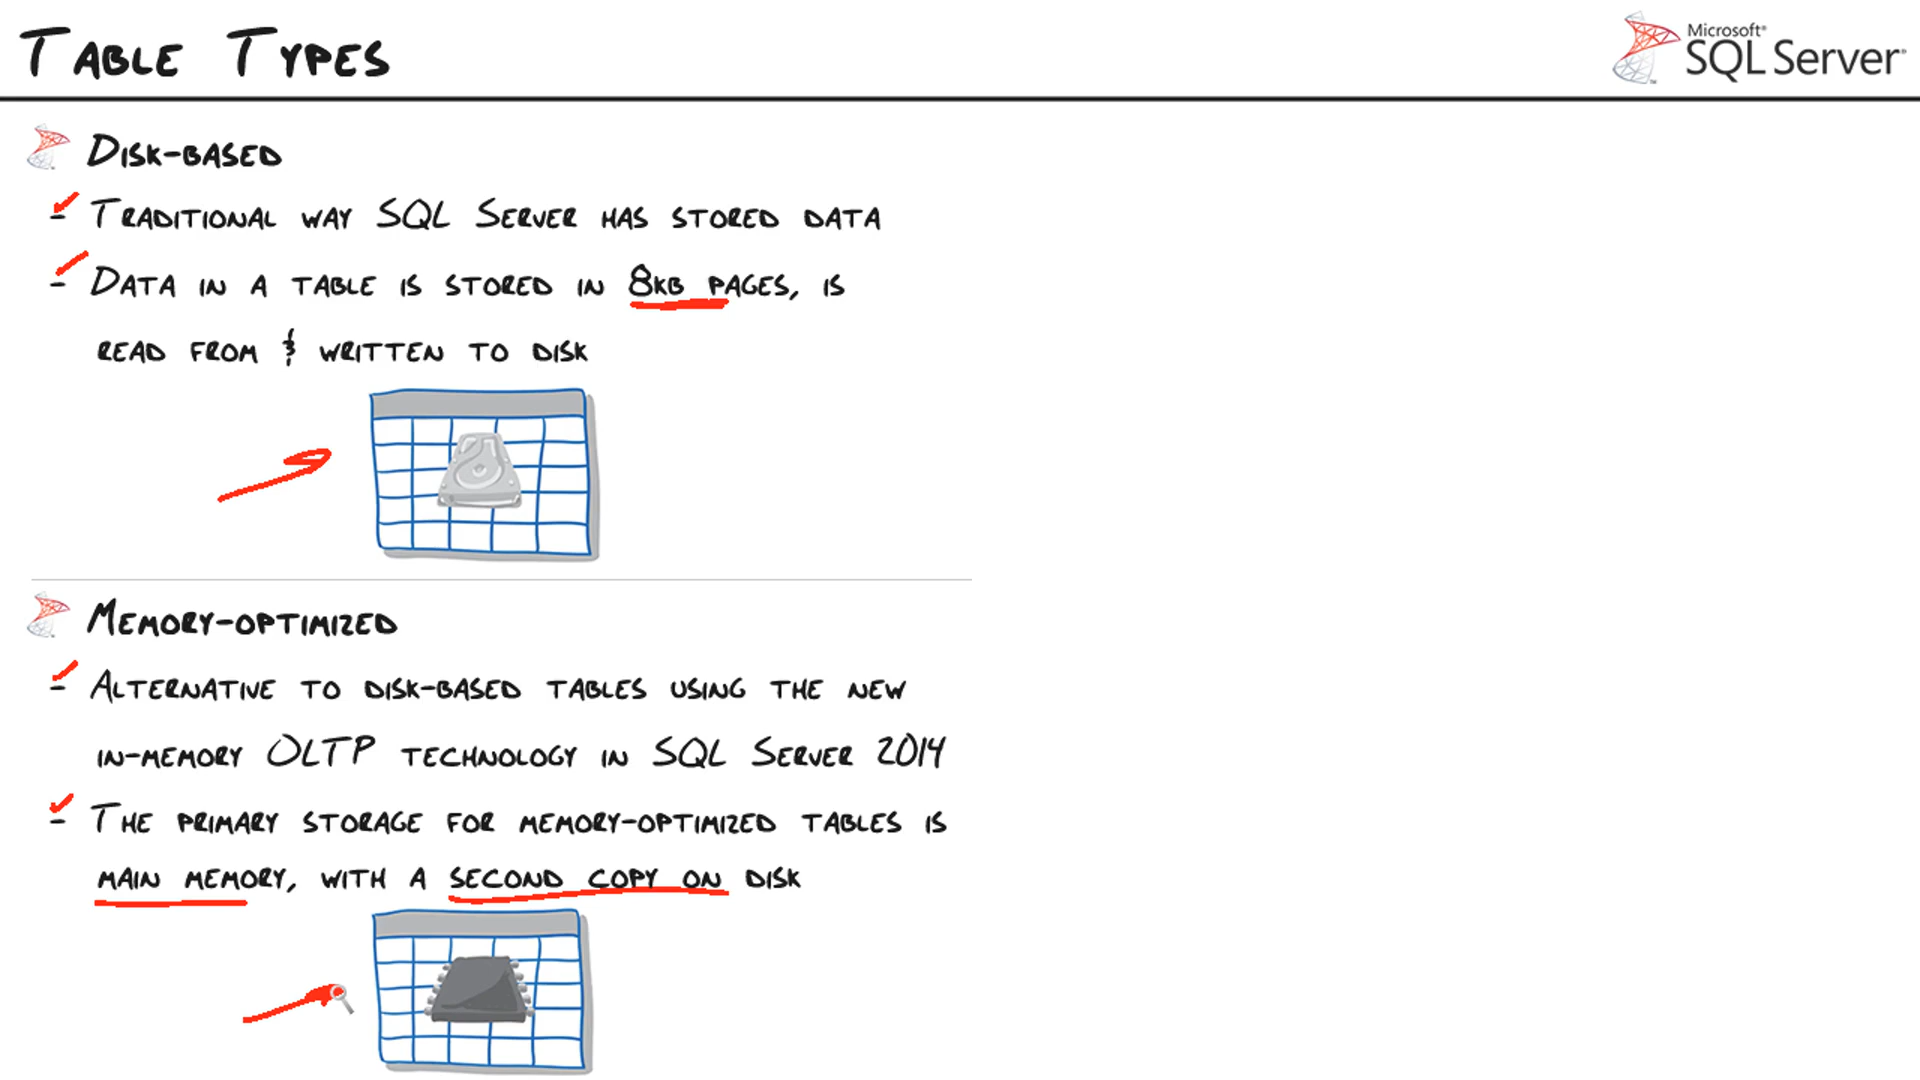 Table Types
Microsoft® SQL Server®
Disk-based
- Traditional way SQL Server has stored data
- Data in a table is stored in 8kb pages, is
read from & written to disk
Memory-optimized
- Alternative to disk-based tables using the new
in-memory OLTP technology in SQL Server 2014
- The primary storage for memory-optimized tables is
main memory, with a second copy on disk